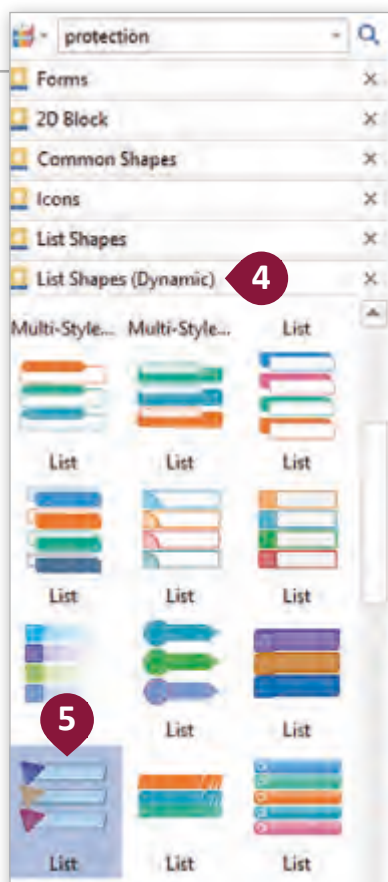 protection
Forms
2D Block
Common Shapes
Icons
List Shapes
List Shapes (Dynamic) 4
Multi-Style... Multi-Style... List
List List List
List List List
List List
5
List List List